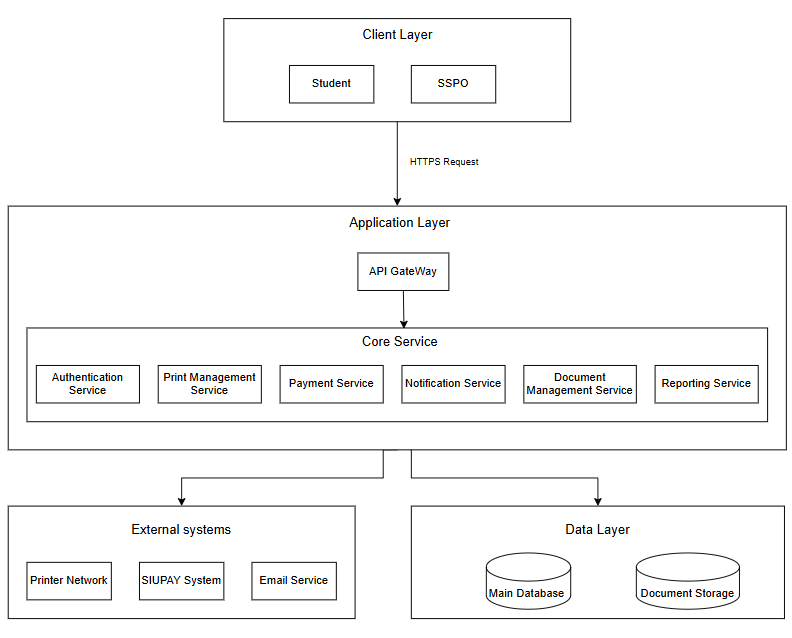 Client Layer
Student
SSPO
HTTPS Request
Application Layer
API GateWay
Core Service
Authentication
Service
Print Management
Service
Payment Service
Notification Service
Document
Management Service
Reporting Service
External systems
Printer Network
SIUPAY System
Email Service
Data Layer
Main Database
Document Storage